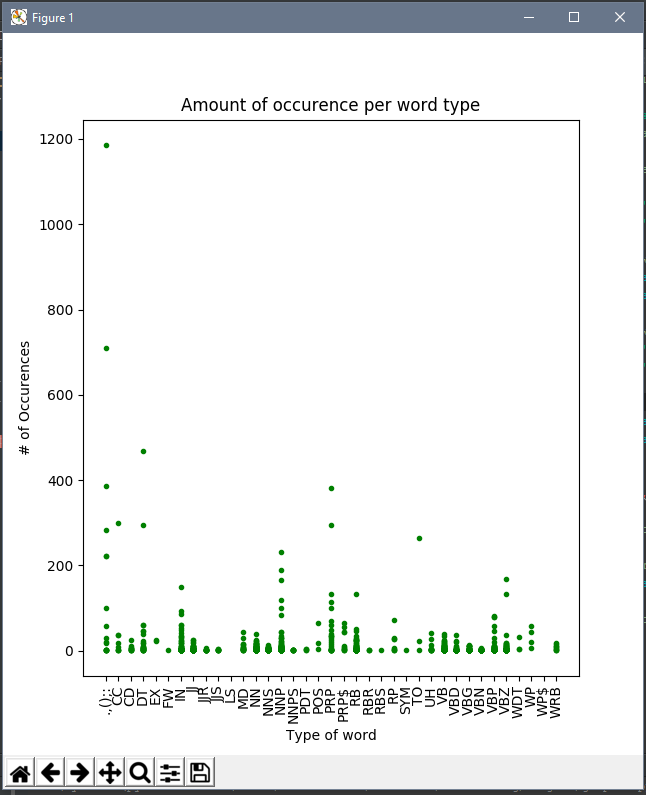 Figure 1
Amount of occurence per word type
1200
1000
800
600
400
200
0
# of Occurences
CC
CD
DT
EX
FW
IN
JJ
JJR
JJS
LS
MD
NN
NNS
NNP
NNPS
PDT
POS
PRP
PRP$
RB
RBR
RBS
RP
SYM
TO
UH
VB
VBD
VBG
VBN
VBP
VBZ
WDT
WP
WP$
WRB
Type of word